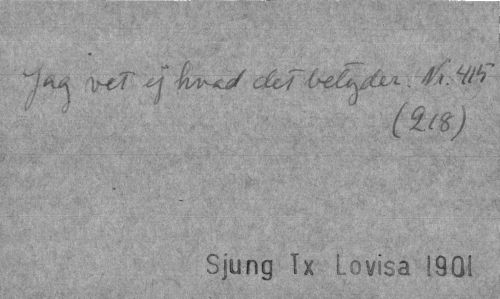 Jag vet ej hvad det betyder. Nr. 415
(218)
Sjung Tx Lovisa 1901